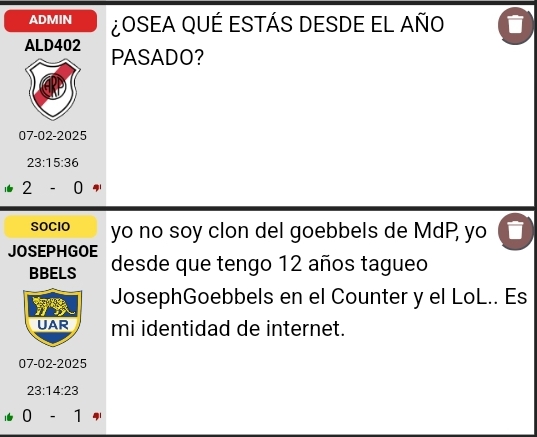 ADMIN
ALD402
CARP
07-02-2025
23:15:36
2 - 0
¿OSEA QUÉ ESTÁS DESDE EL AÑO
PASADO?
SOCIO
JOSEPHGOE
BBELS
UAR
07-02-2025
23:14:23
0 - 1
yo no soy clon del goebbels de MdP, yo
desde que tengo 12 años tagueo
JosephGoebbels en el Counter y el LoL.. Es
mi identidad de internet.